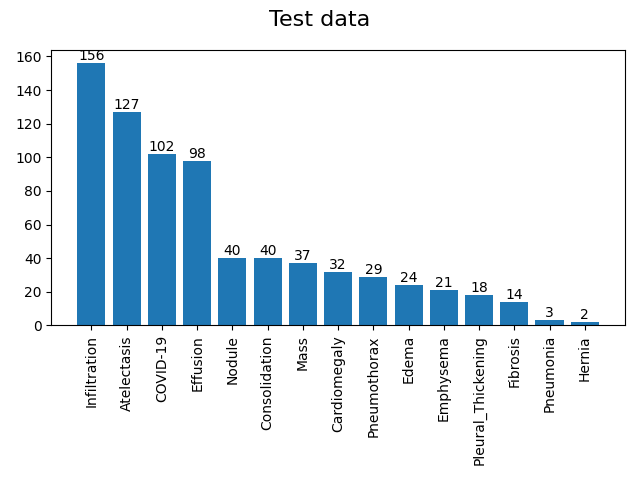 Test data
160
140
120
100
80
60
40
20
0
156
127
102
98
40
40
37
32
29
24
21
18
14
3
2
Infiltration
Atelectasis
COVID-19
Effusion
Nodule
Consolidation
Mass
Cardiomegaly
Pneumothorax
Edema
Emphysema
Pleural_Thickening
Fibrosis
Pneumonia
Hernia